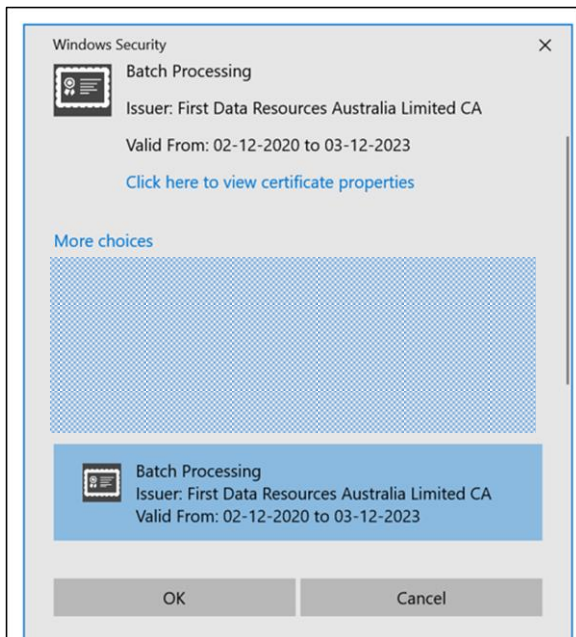 Windows Security
Batch Processing
Issuer: First Data Resources Australia Limited CA
Valid From: 02-12-2020 to 03-12-2023
Click here to view certificate properties
More choices
Batch Processing
Issuer: First Data Resources Australia Limited CA
Valid From: 02-12-2020 to 03-12-2023
OK
Cancel